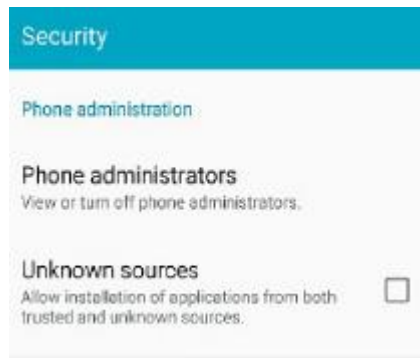 Security
Phone administration
Phone administrators
View or turn off phone administrators.
Unknown sources
Allow installation of applications from both
trusted and unknown sources.